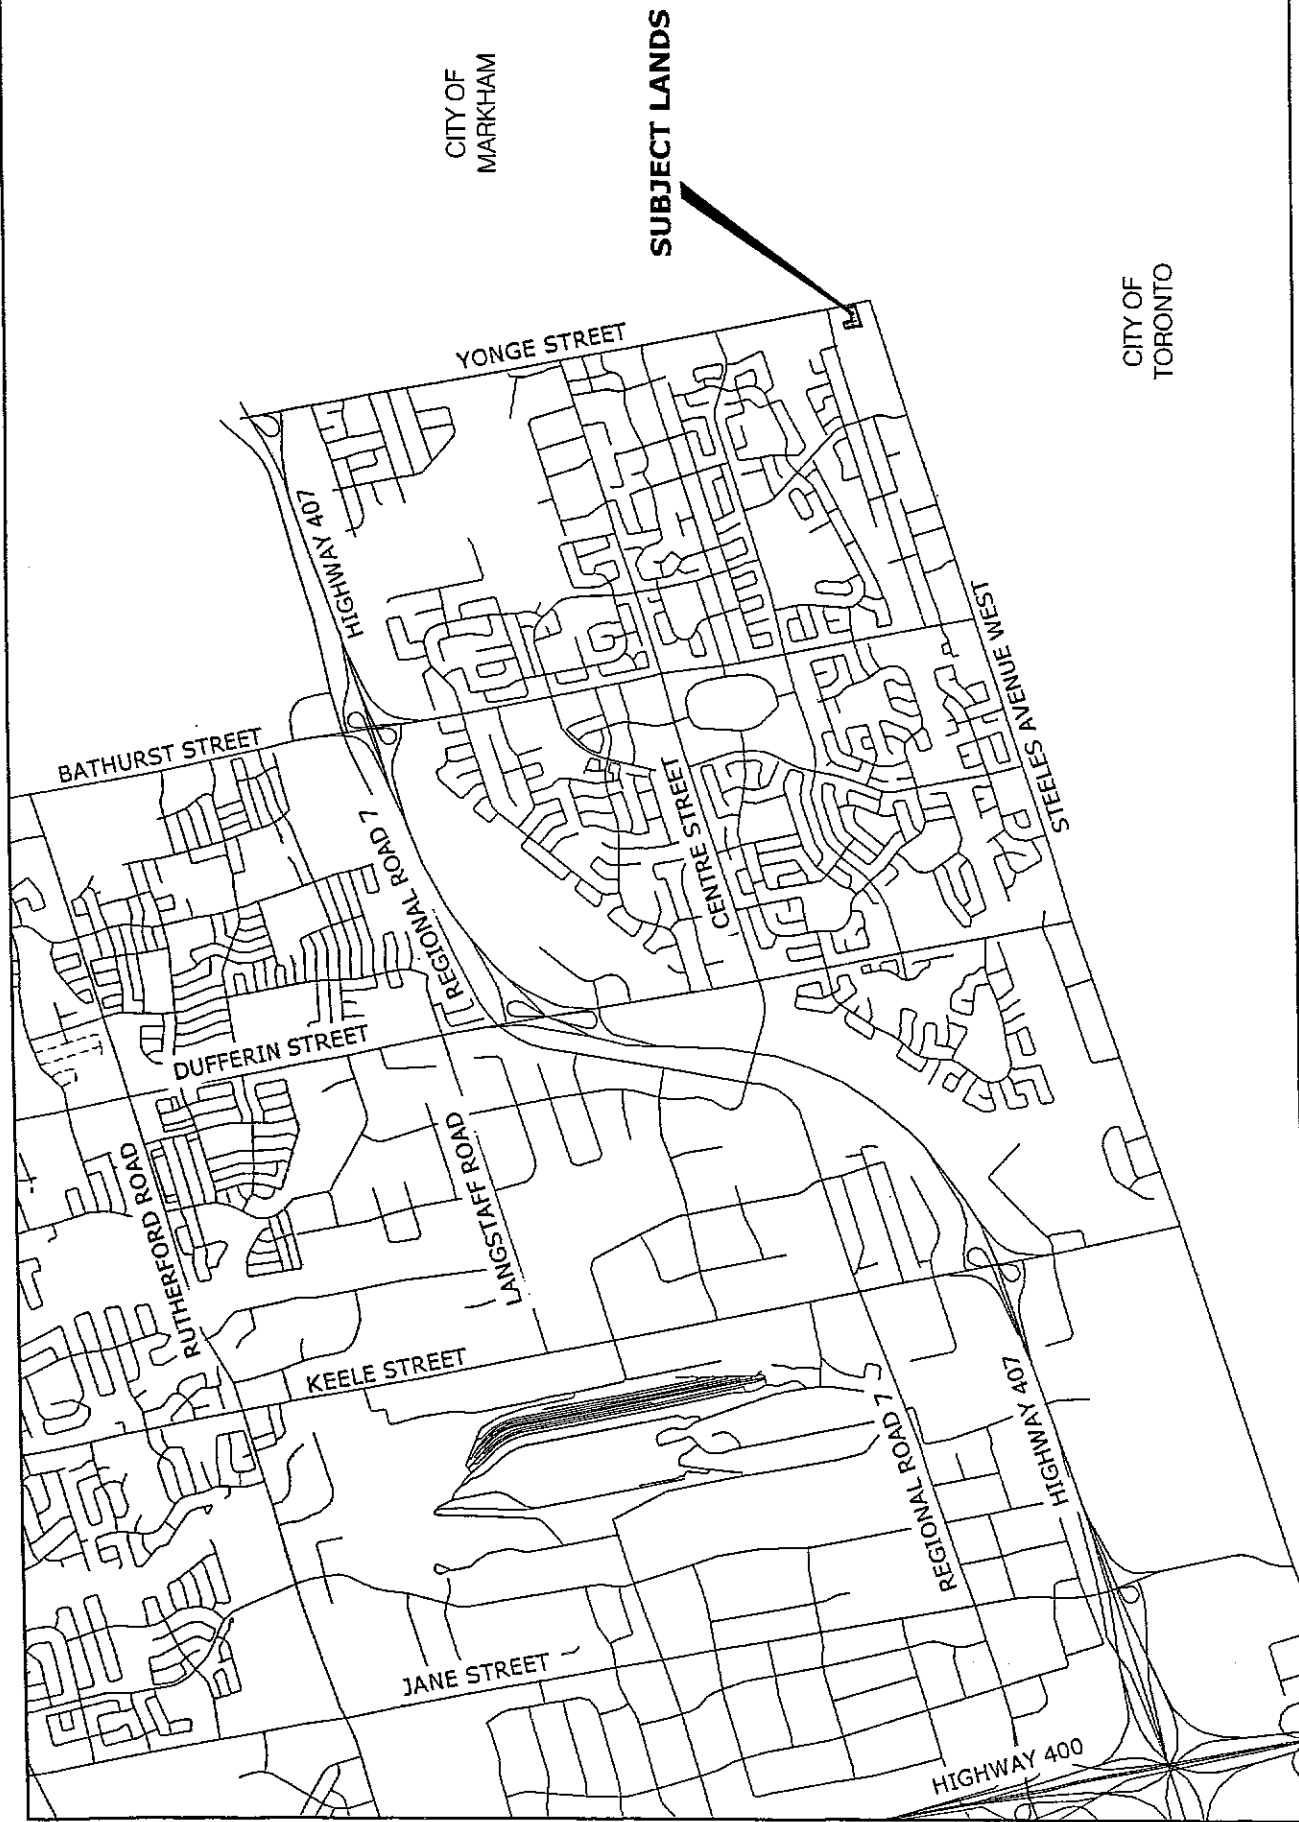 CITY OF
MARKHAM
SUBJECT LANDS
CITY OF
TORONTO
YONGE STREET
HIGHWAY 407
BATHURST STREET
REGIONAL ROAD 7
CENTRE STREET
STEELES AVENUE WEST
DUFFERIN STREET
RUTHERFORD ROAD
LANGSTAFF ROAD
KEELE STREET
REGIONAL ROAD 7
HIGHWAY 407
JANE STREET
HIGHWAY 400